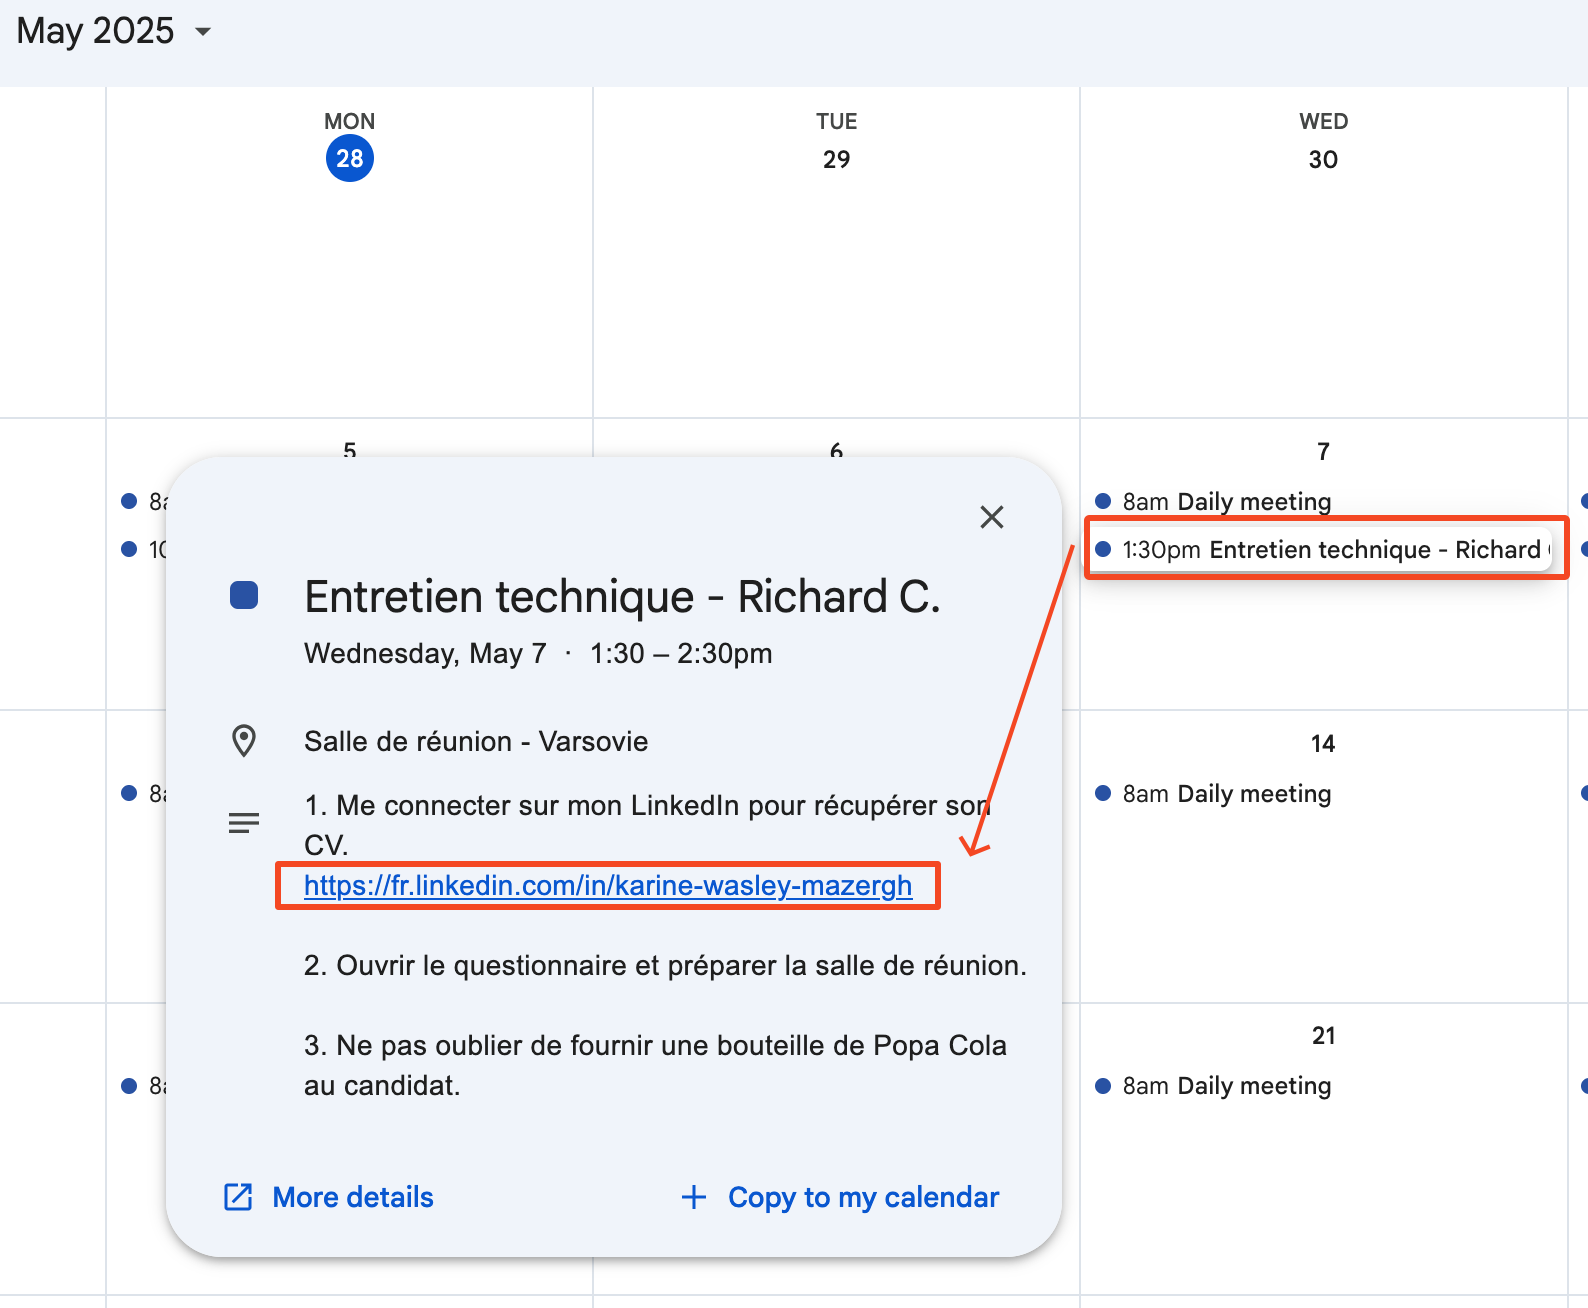 May 2025
MON
TUE
WED
28
29
30
5
6
7
8am Daily meeting
1:30pm Entretien technique - Richard
Entretien technique - Richard C.
Wednesday, May 7 · 1:30 – 2:30pm
Salle de réunion - Varsovie
1. Me connecter sur mon LinkedIn pour récupérer son
CV.
https://fr.linkedin.com/in/karine-wasley-mazergh
2. Ouvrir le questionnaire et préparer la salle de réunion.
3. Ne pas oublier de fournir une bouteille de Popa Cola
au candidat.
More details
Copy to my calendar
14
8am Daily meeting
21
8am Daily meeting